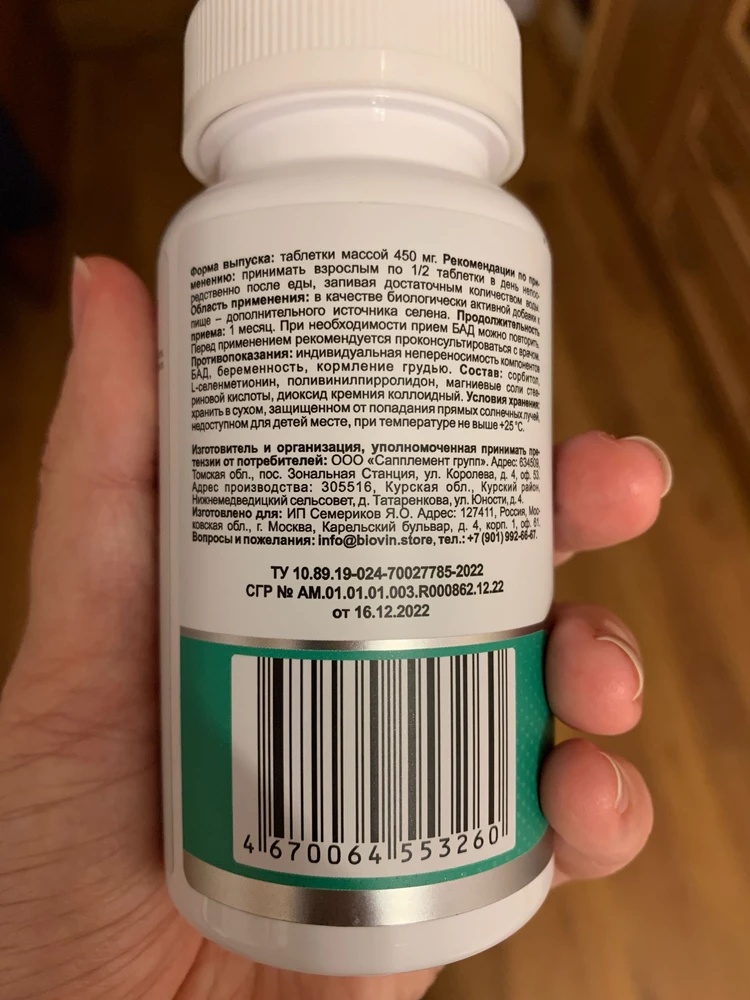 Форма выпуска: таблетки массой 450 мг. Рекомендации по при-
менению: принимать взрослым по 1/2 таблетки в день непос-
редственно после еды, запивая достаточным количеством воды.
Область применения: в качестве биологически активной добавки к
пище – дополнительного источника селена. Продолжительность
приема: 1 месяц. При необходимости прием БАД можно повторить.
Перед применением рекомендуется проконсультироваться с врачом.
Противопоказания: индивидуальная непереносимость компонентов
БАД, беременность, кормление грудью. Состав: сорбитол,
L-селенметионин, поливинилпирролидон, магниевые соли стеа-
риновой кислоты, диоксид кремния коллоидный. Условия хранения:
хранить в сухом, защищенном от попадания прямых солнечных лучей,
недоступном для детей месте, при температуре не выше +25 °С.
Изготовитель и организация, уполномоченная принимать пре-
тензии от потребителей: ООО «Сапплемент групп». Адрес: 634509,
Томская обл., пос. Зональная Станция, ул. Королева, д. 4, оф. 53.
Адрес производства: 305516, Курская обл., Курский район,
Нижнемедведицкий сельсовет, д. Татаренкова, ул. Юности, д. 4.
Изготовлено для: ИП Семериков Я.О. Адрес: 127411, Россия, Мос-
ковская обл., г. Москва, Карельский бульвар, д. 4, корп. 1, оф. 61.
Вопросы и пожелания: info@biovin.store, тел.: +7 (901) 992-66-67.
ТУ 10.89.19-024-70027785-2022
СГР № AM.01.01.01.003.R000862.12.22
от 16.12.2022
4 670064 553260